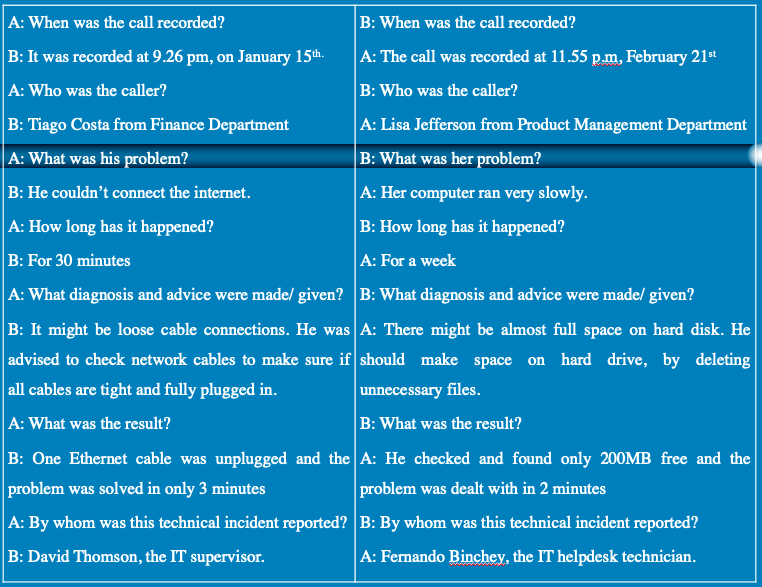 A: When was the call recorded?
B: It was recorded at 9.26 pm, on January 15th.
A: Who was the caller?
B: Tiago Costa from Finance Department
A: What was his problem?
B: He couldn’t connect the internet.
A: How long has it happened?
B: For 30 minutes
A: What diagnosis and advice were made/ given?
B: It might be loose cable connections. He was
advised to check network cables to make sure if
all cables are tight and fully plugged in.
A: What was the result?
B: One Ethernet cable was unplugged and the
problem was solved in only 3 minutes
A: By whom was this technical incident reported?
B: David Thomson, the IT supervisor.
B: When was the call recorded?
A: The call was recorded at 11.55 p.m, February 21st
B: Who was the caller?
A: Lisa Jefferson from Product Management Department
B: What was her problem?
A: Her computer ran very slowly.
B: How long has it happened?
A: For a week
B: What diagnosis and advice were made/ given?
A: There might be almost full space on hard disk. He
should make space on hard drive, by deleting
unnecessary files.
B: What was the result?
A: He checked and found only 200MB free and the
problem was dealt with in 2 minutes
B: By whom was this technical incident reported?
A: Fernando Binchey, the IT helpdesk technician.